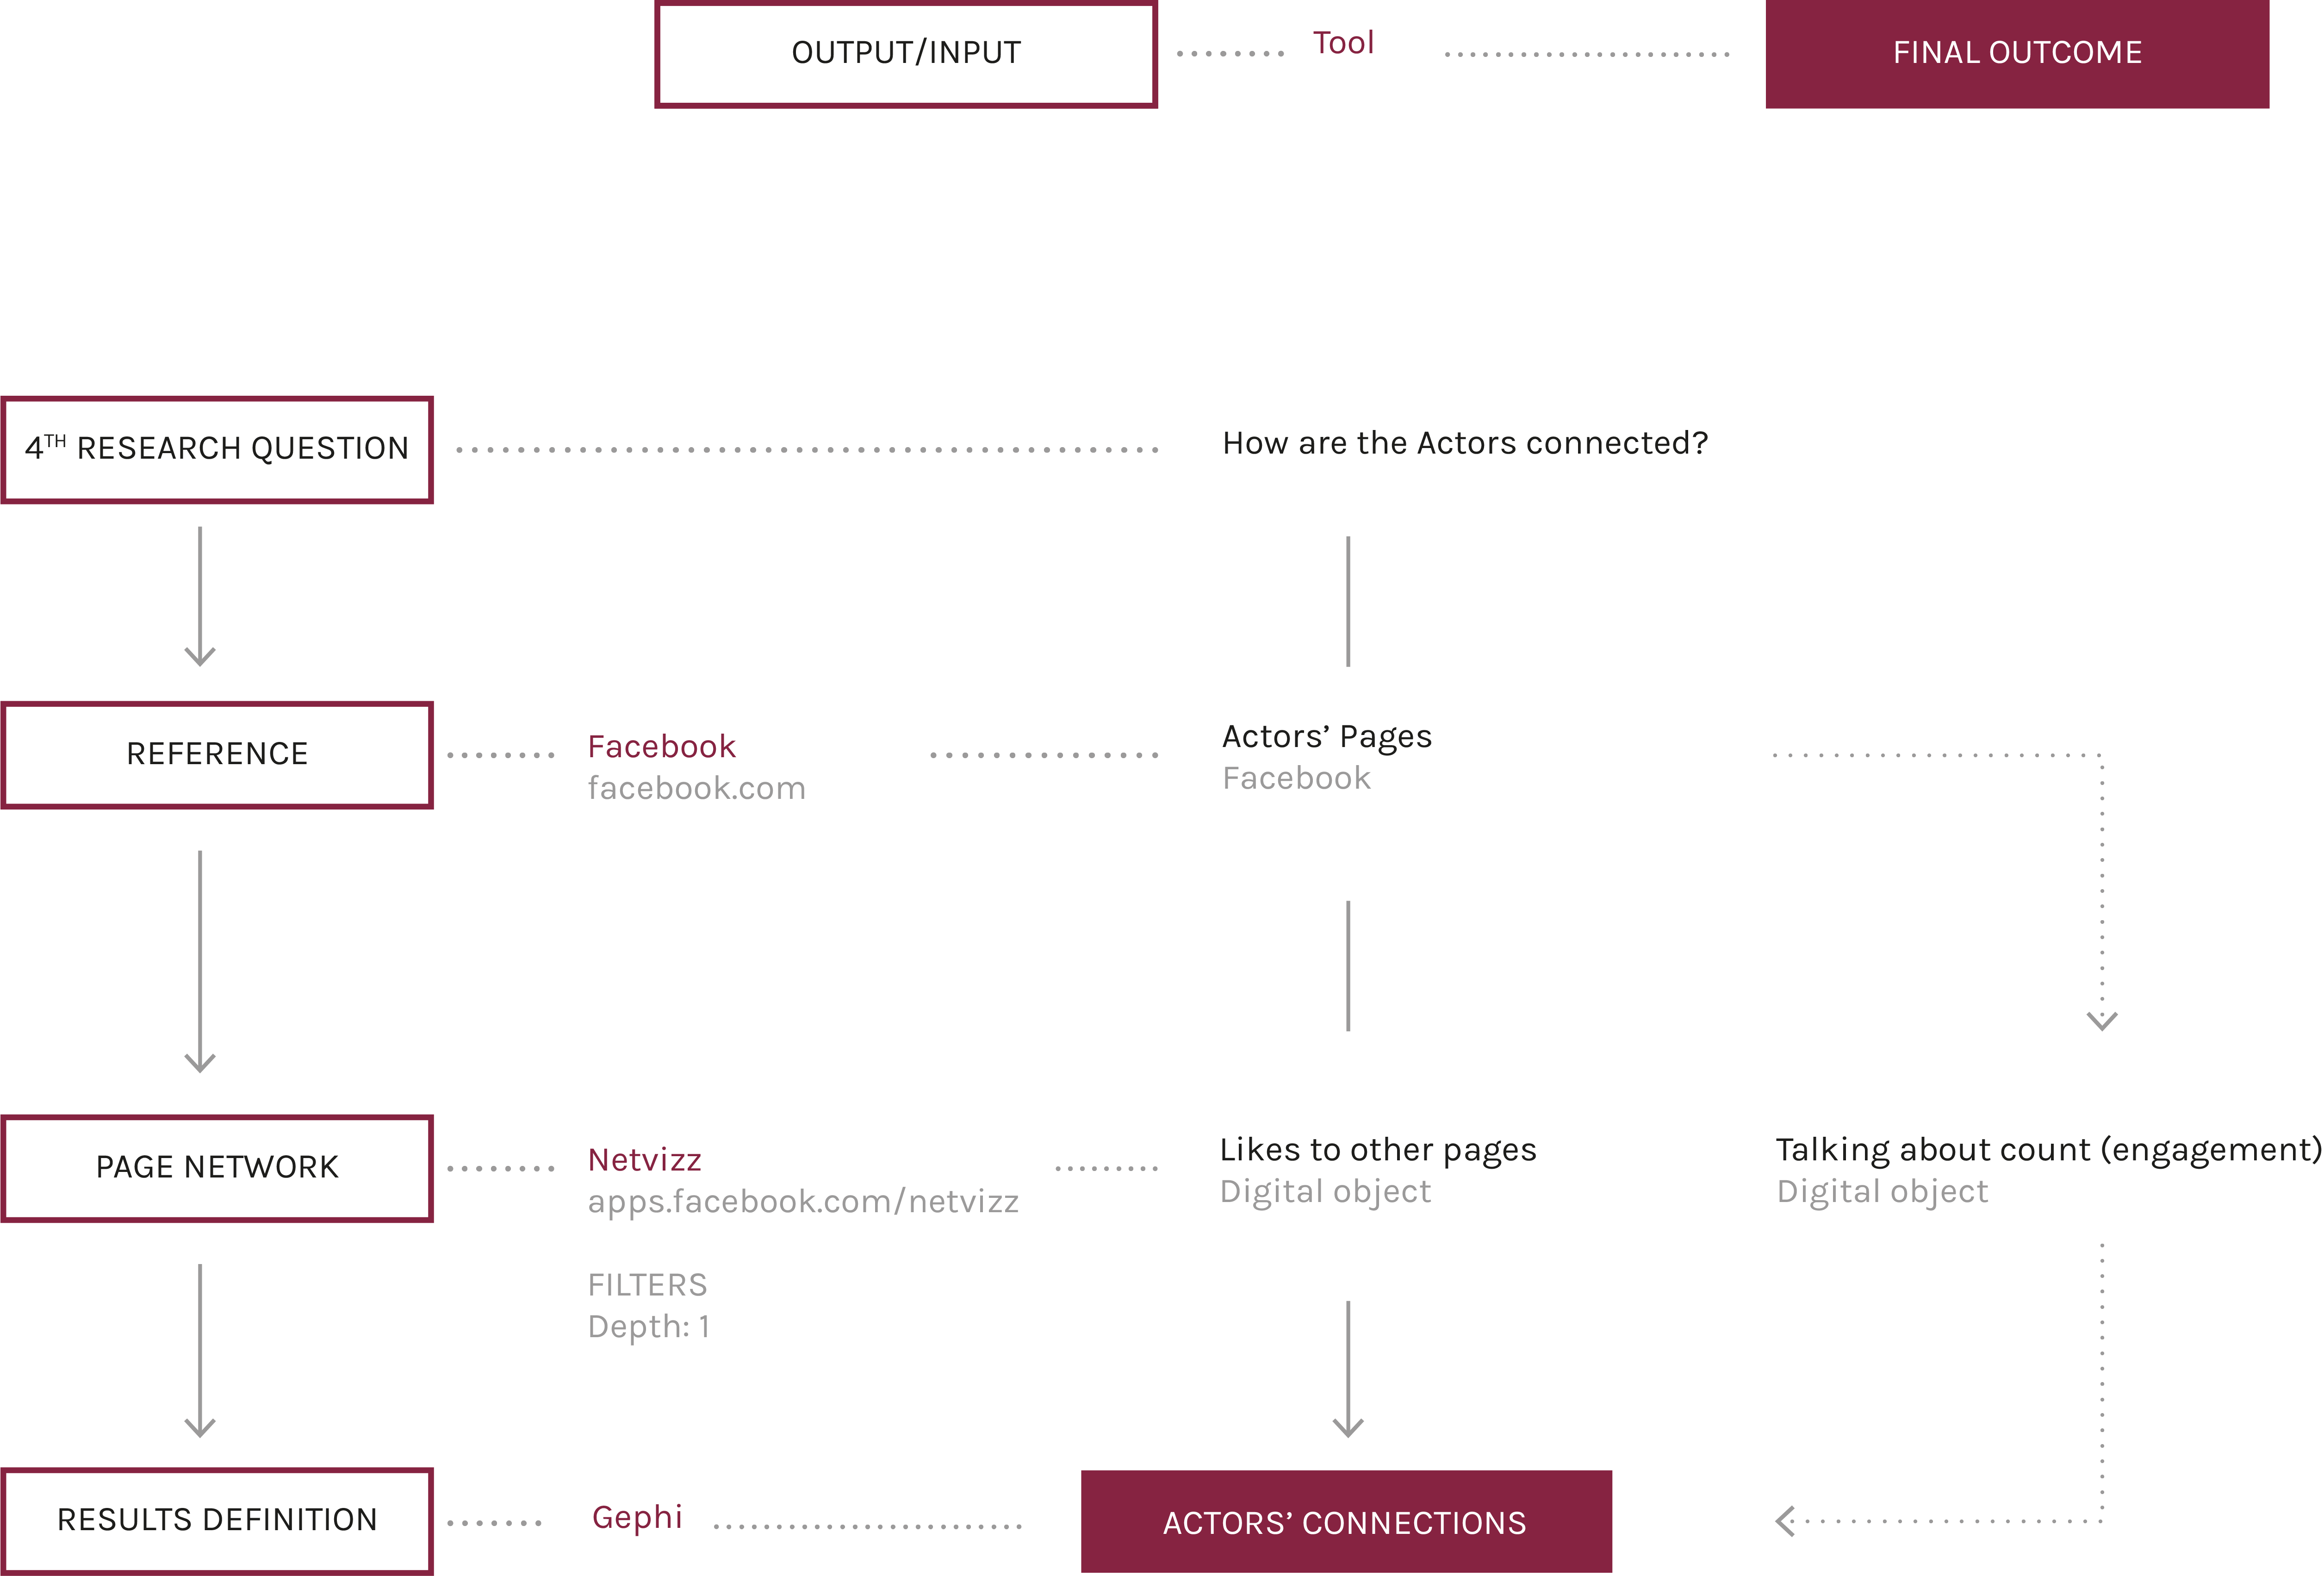 OUTPUT/INPUT
Tool
FINAL OUTCOME
4TH RESEARCH QUESTION
How are the Actors connected?
REFERENCE
Facebook
facebook.com
Actors’ Pages
Facebook
PAGE NETWORK
Netvizz
apps.facebook.com/netvizz
FILTERS
Depth: 1
Likes to other pages
Digital object
Talking about count (engagement)
Digital object
RESULTS DEFINITION
Gephi
ACTORS’ CONNECTIONS